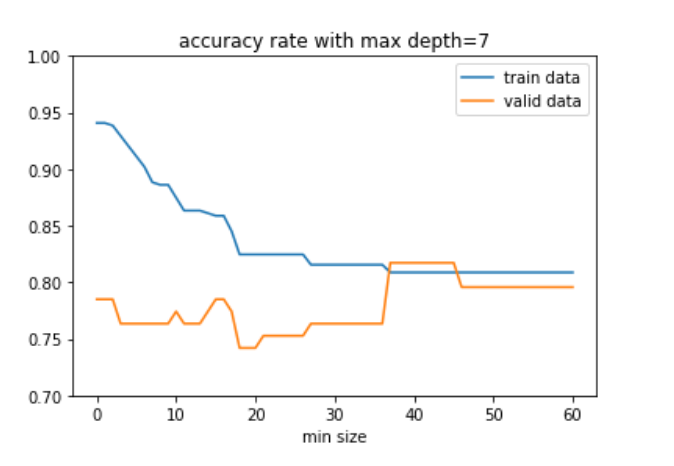 accuracy rate with max depth=7
1.00
0.95
0.90
0.85
0.80
0.75
0.70
train data
valid data
0 10 20 30 40 50 60
min size